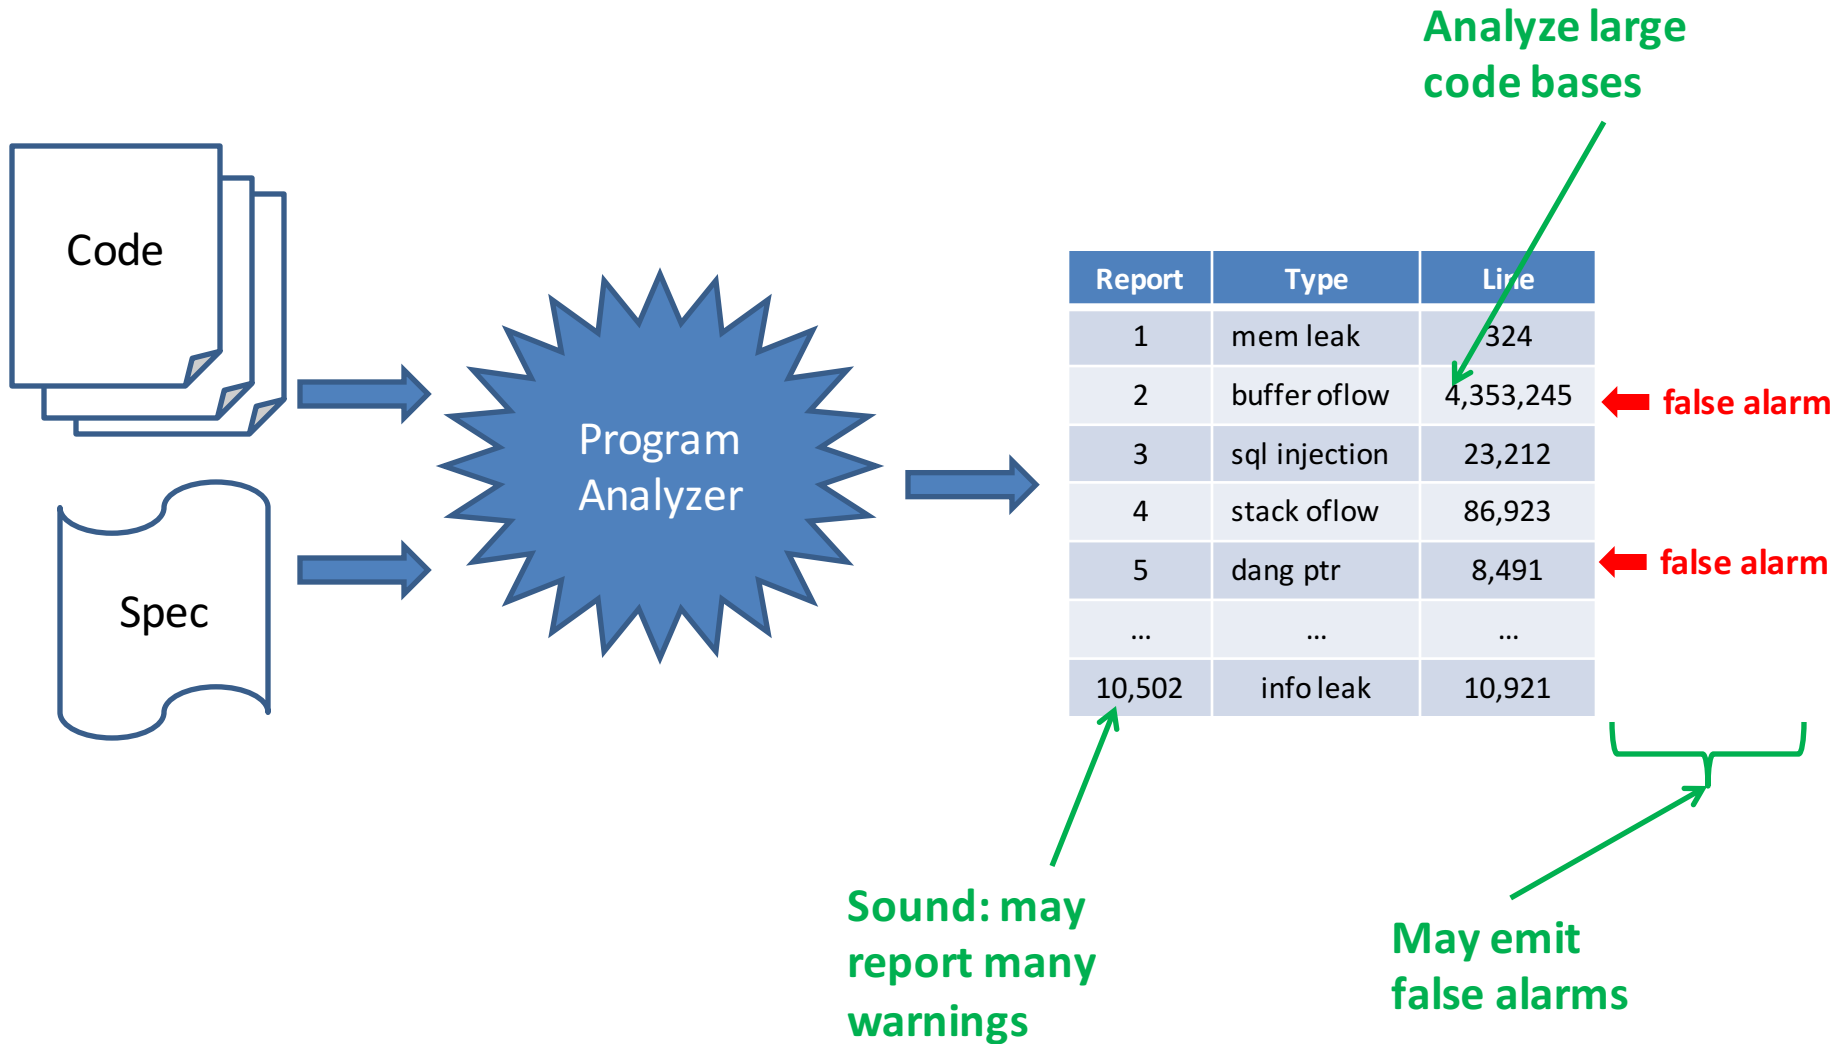 Analyze large
code bases
Code
Spec
Program
Analyzer
Report Type Line
1 mem leak 324
2 buffer oflow 4,353,245
false alarm
3 sql injection 23,212
4 stack oflow 86,923
5 dang ptr 8,491
false alarm
... ... ...
10,502 info leak 10,921
Sound: may
report many
warnings
May emit
false alarms